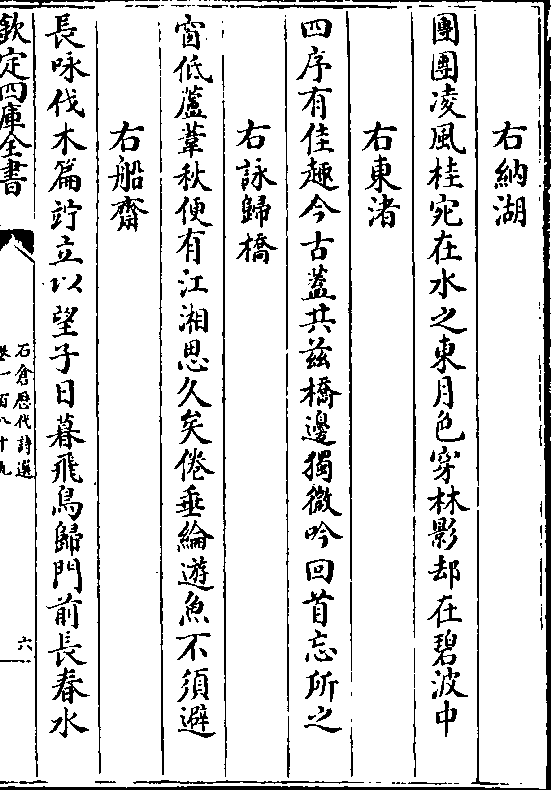 右納湖
團團凌風桂宛在水之東月色穿林影却在碧波中
右東渚
四序有佳趣今古蓋共兹橋邊獨微吟回首忘所之
右詠歸橋
窗低蘆葦秋便有江湘思久矣倦垂綸遊魚不須避
右船齋
長咏伐木篇竚立以望子日暮飛鳥歸門前長春水
欽定四庫全書
石倉歴代詩選
卷一百八十九
六